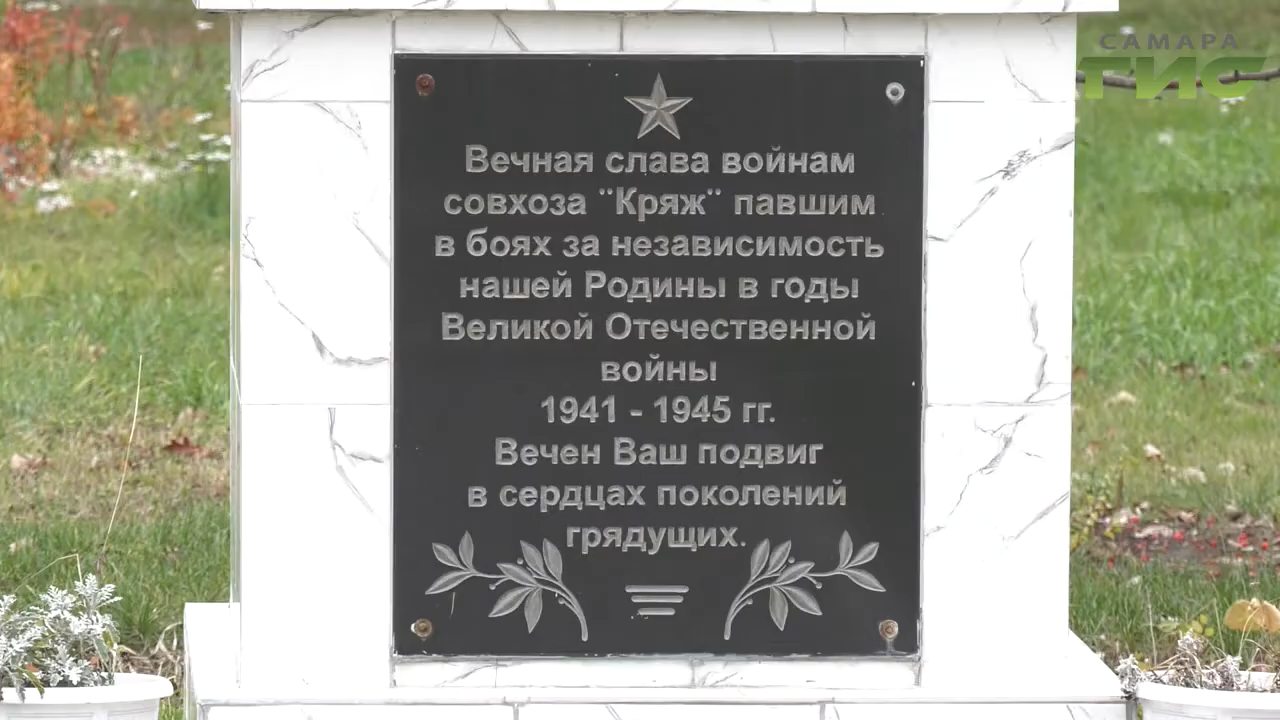 САМАРА
ГИС
Вечная слава войнам
совхоза "Кряж" павшим
в боях за независимость
нашей Родины в годы
Великой Отечественной
войны
1941 - 1945 гг.
Вечен Ваш подвиг
в сердцах поколений
грядущих.